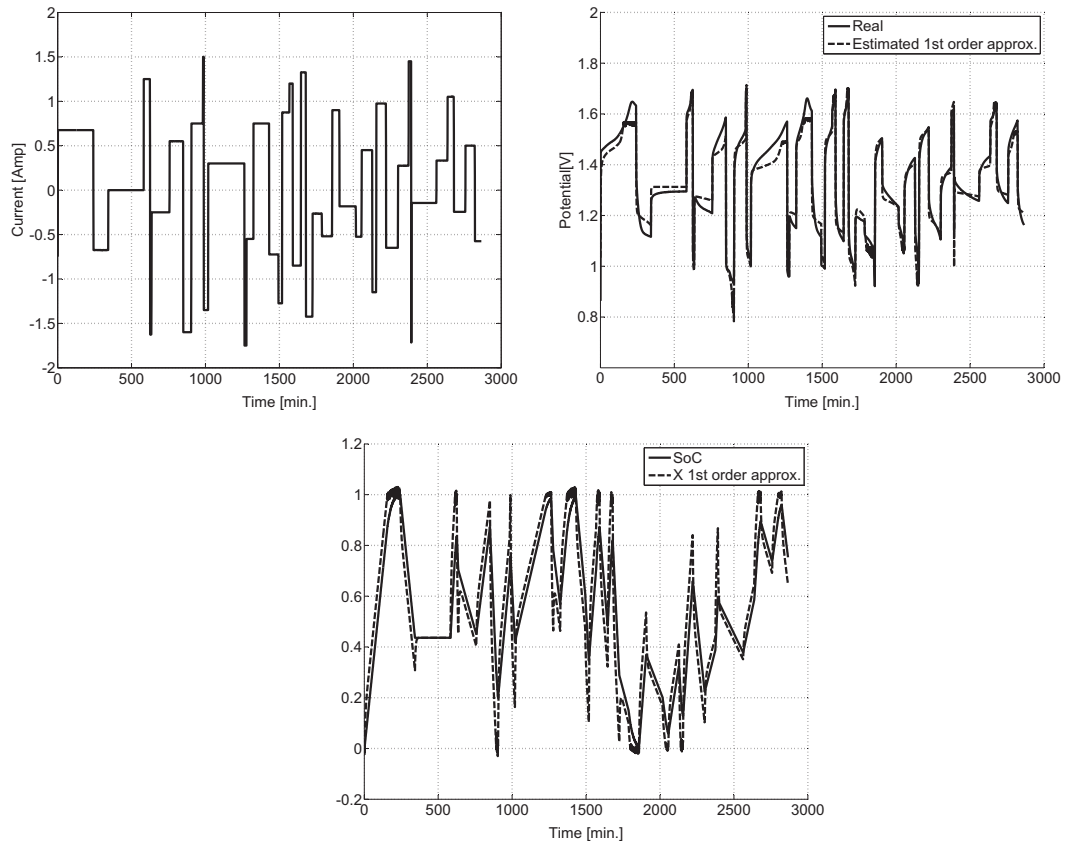 2
1.5
1
0.5
0
-0.5
-1
-1.5
-2
Current [Amp]
0 500 1000 1500 2000 2500 3000
Time [min.]
2
1.8
1.6
1.4
1.2
1
0.8
Potential[V]
Real
Estimated 1st order approx.
0 500 1000 1500 2000 2500 3000
Time [min.]
1.2
1
0.8
0.6
0.4
0.2
0
-0.2
SoC
X 1st order approx.
0 500 1000 1500 2000 2500 3000
Time [min.]